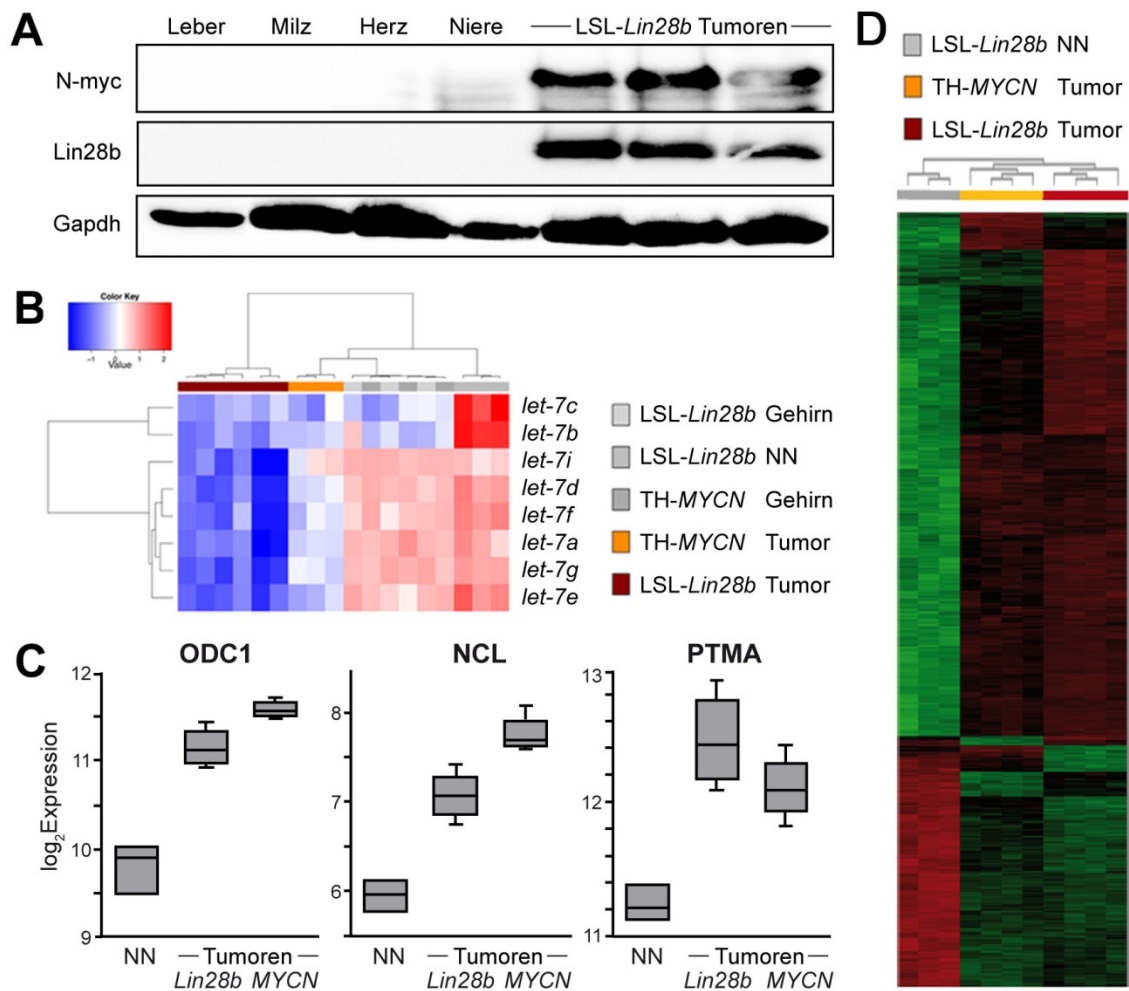 A
Leber Milz Herz Niere LSL-Lin28b Tumoren
N-myc
Lin28b
Gapdh
B
Color Key
-1 0 1 2
Value
let-7c
let-7b
let-7i
let-7d
let-7f
let-7a
let-7g
let-7e
LSL-Lin28b Gehirn
LSL-Lin28b NN
TH-MYCN Gehirn
TH-MYCN Tumor
LSL-Lin28b Tumor
C
ODC1
log₂Expression
12
11
10
9
NN Tumoren
Lin28b MYCN
NCL
8
7
6
NN Tumoren
Lin28b MYCN
PTMA
13
12
11
NN Tumoren
Lin28b MYCN
D
LSL-Lin28b NN
TH-MYCN Tumor
LSL-Lin28b Tumor